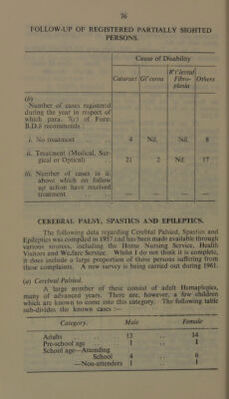 26
FOLLOW-UP OF REGISTERED PARTIALLY SIGHTED
PERSONS.
Cause of Disability
Cataract Gl'coma R't'lental Fibro-plasia Others
(b)
Number of cases registered
during the year in respect of
which para. 7(c) of Form
B.D.8 recommends :
i. No treatment 4 Nil. Nil. 8
ii. Treatment (Medical, Sur-
gical or Optical) 21 2 Nil. 17
iii. Number of cases in ii.
above which on follow
up action have received
treatment
CEREBRAL PALSY, SPASTICS AND EPILEPTICS.
The following data regarding Cerebral Palsied, Spastics and
Epileptics was compiled in 1957 and has been made available through
various sources, including the Home Nursing Service, Health
Visitors and Welfare Service. Whilst I do not think it is complete,
it does include a large proportion of those persons suffering from
these complaints. A new survey is being carried out during 1961.
(a) Cerebral Palsied.
A large number of these consist of adult Hemaplegics,
many of advanced years. There are, however, a few children
which are known to come into this category. The following table
sub-divides the known cases :—
Category. Male Female
Adults 13 14
Pre-school age 1 1
School age—Attending
School 4
—Non-attenders 1 1